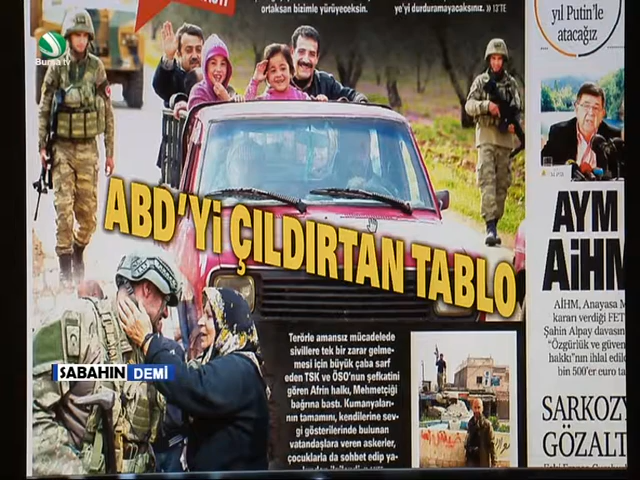 ortaksan bizimle yürüyeceksin.
ye'yi durduramayacaksınız. » 13'TE
yıl Putin'le
atacağız
Bursa tv
ABD'Yi ÇILDIRTAN TABLO
AYM
AİHM
AİHM, Anayasa M
kararı verdiği FET
Şahin Alpay davasın
"Özgürlük ve güven
hakkı"nın ihlal edild
bin 500'er euro ta
SARKOZY
GÖZALT
SABAHIN DEMİ
Terörle amansız mücadelede
sivillere tek bir zarar gelme-
mesi için büyük çaba sarf
eden TSK ve ÖSO'nun şefkatini
gören Afrin halkı, Mehmetçiği
bağrına bastı. Kumanyaları-
nın tamamını, kendilerine sev-
gi gösterilerinde bulunan
vatandaşlara veren askerler,
çocuklarla da sohbet edip ya-